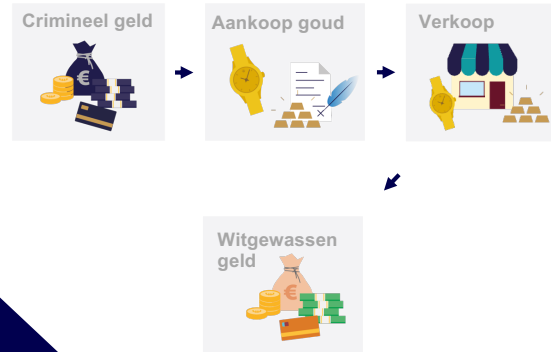 Crimineel geld
Aankoop goud
Verkoop
€
Witgewassen
geld
€